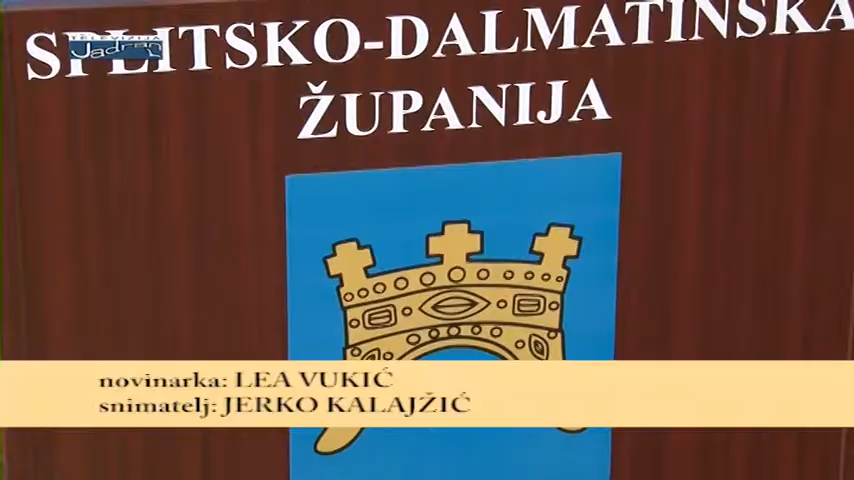 TELEVIZIJA
Jadran
SPLITSKO-DALMATINSKA
ŽUPANIJA
novinarka: LEA VUKIĆ
snimatelj: JERKO KALAJŽIĆ